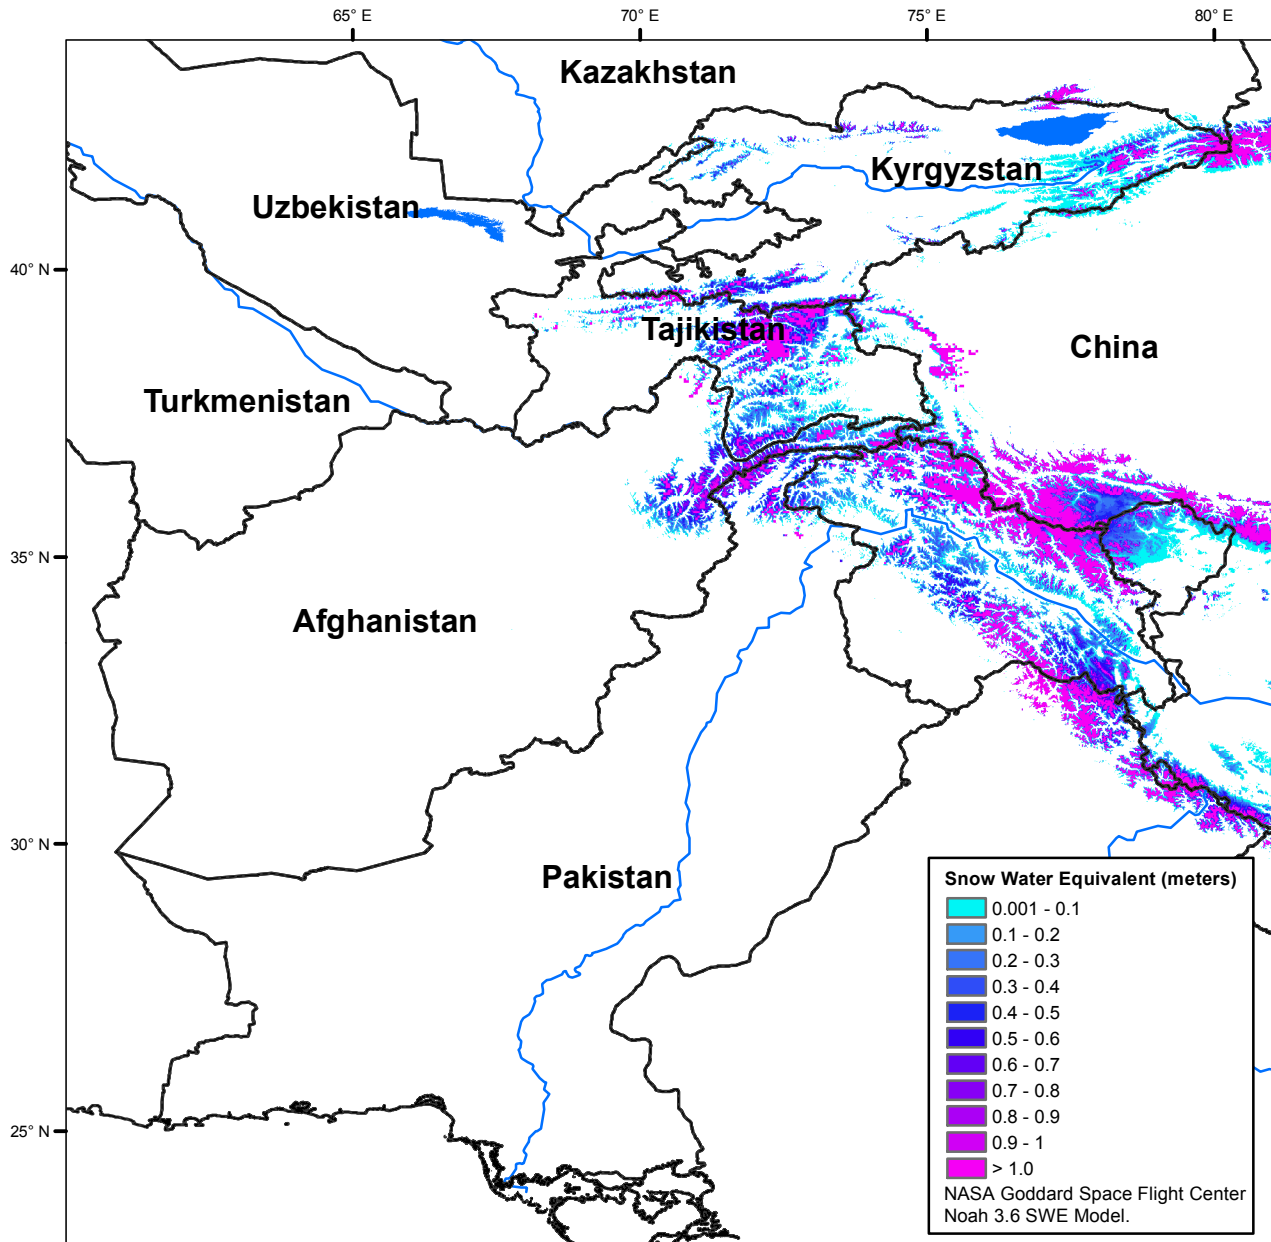 65° E
70° E
75° E
80° E
Kazakhstan
Kyrgyzstan
Uzbekistan
40° N
Tajikistan
China
Turkmenistan
35° N
Afghanistan
30° N
Pakistan
25° N
Snow Water Equivalent (meters)
0.001 - 0.1
0.1 - 0.2
0.2 - 0.3
0.3 - 0.4
0.4 - 0.5
0.5 - 0.6
0.6 - 0.7
0.7 - 0.8
0.8 - 0.9
0.9 - 1
> 1.0
NASA Goddard Space Flight Center
Noah 3.6 SWE Model.